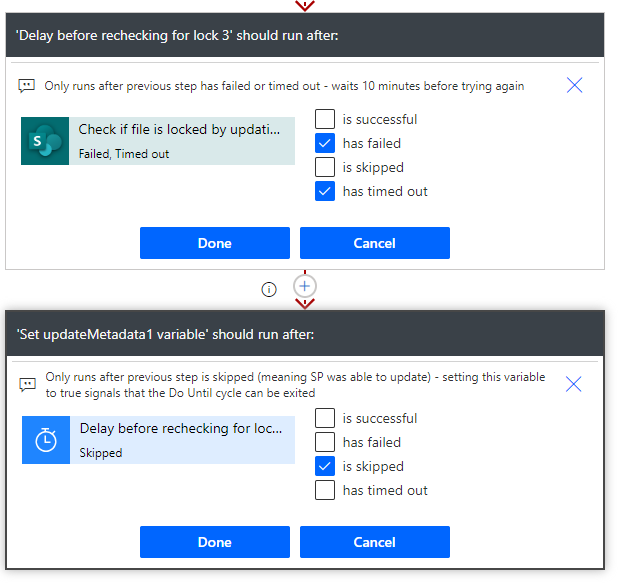 'Delay before rechecking for lock 3' should run after:
Only runs after previous step has failed or timed out - waits 10 minutes before trying again
S
Check if file is locked by updati...
Failed, Timed out
is successful
has failed
is skipped
has timed out
Done
Cancel
'Set updateMetadata1 variable' should run after:
Only runs after previous step is skipped (meaning SP was able to update) - setting this variable
to true signals that the Do Until cycle can be exited
Delay before rechecking for loc...
Skipped
is successful
has failed
is skipped
has timed out
Done
Cancel